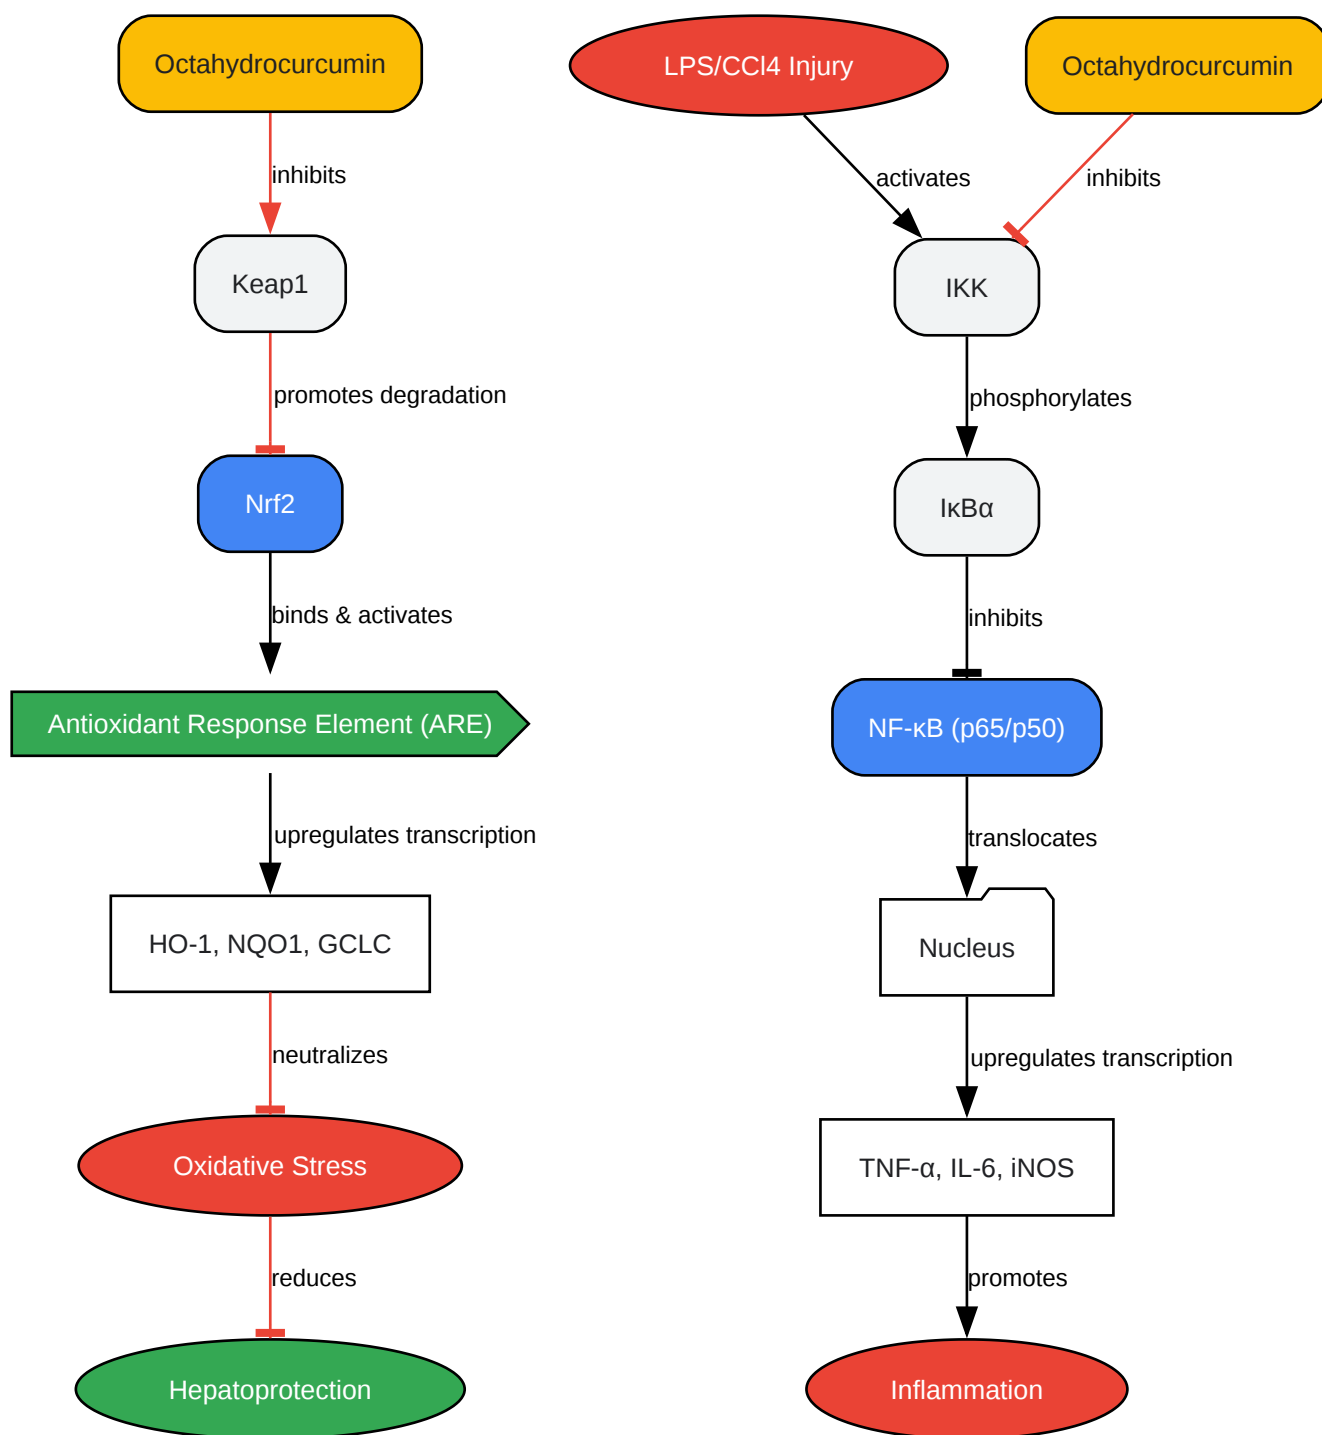 Octahydrocurcumin
inhibits
Keap1
promotes degradation
Nrf2
binds & activates
Antioxidant Response Element (ARE)
upregulates transcription
HO-1, NQO1, GCLC
neutralizes
Oxidative Stress
reduces
Hepatoprotection
LPS/CCl4 Injury
Octahydrocurcumin
activates
inhibits
IKK
phosphorylates
IκBα
inhibits
NF-κB (p65/p50)
translocates
Nucleus
upregulates transcription
TNF-α, IL-6, iNOS
promotes
Inflammation